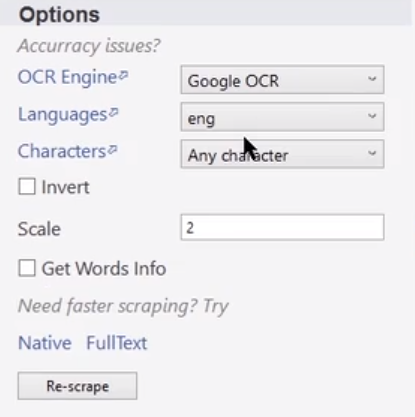 Options
Accurracy issues?
OCR Engine Google OCR
Languages eng
Characters Any character
Invert
Scale 2
Get Words Info
Need faster scraping? Try
Native FullText
Re-scrape